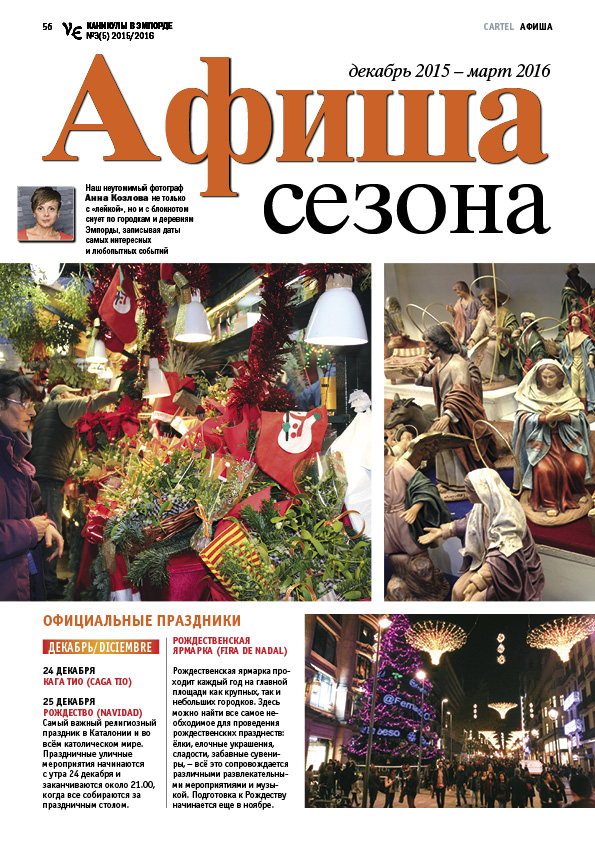 56
КАНИКУЛЫ В ЭМПОРДЕ
№3(5) 2015/2016
CARTEL АФИША
декабрь 2015 – март 2016
Афиша
сезона
Наш неутомимый фотограф
Анна Козлова не только
с «лейкой», но и с блокнотом
снует по городкам и деревням
Эмпорды, записывая даты
самых интересных
и любопытных событий
ОФИЦИАЛЬНЫЕ ПРАЗДНИКИ
ДЕКАБРЬ/DICIEMBRE
24 ДЕКАБРЯ
КАГА ТИО (CAGA TIO)
25 ДЕКАБРЯ
РОЖДЕСТВО (NAVIDAD)
Самый важный религиозный
праздник в Каталонии и во
всём католическом мире.
Праздничные уличные
мероприятия начинаются
с утра 24 декабря и
заканчиваются около 21.00,
когда все собираются за
праздничным столом.
РОЖДЕСТВЕНСКАЯ
ЯРМАРКА (FIRA DE NADAL)
Рождественская ярмарка про-
ходит каждый год на главной
площади как крупных, так и
небольших городков. Здесь
можно найти все самое не-
обходимое для проведения
рождественских празднеств:
ёлки, елочные украшения,
сладости, забавные сувени-
ры, – всё это сопровождается
различными развлекательны-
ми мероприятиями и музы-
кой. Подготовка к Рождеству
начинается еще в ноябре.